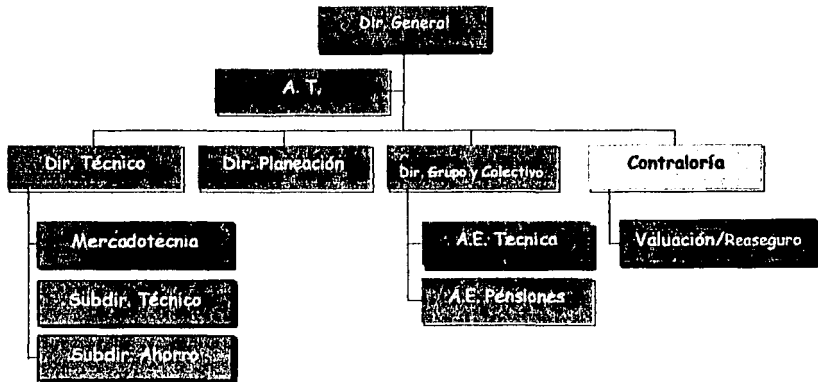 Dir. General
A. T.
Dir. Técnico
Dir. Planeación
Dir. Grupo y Colectivo
Contraloría
Mercadotecnia
A.E. Tecnica
Valuación/Reaseguro
Subdir. Técnico
A.E. Pensiones
Subdir. Ahorro